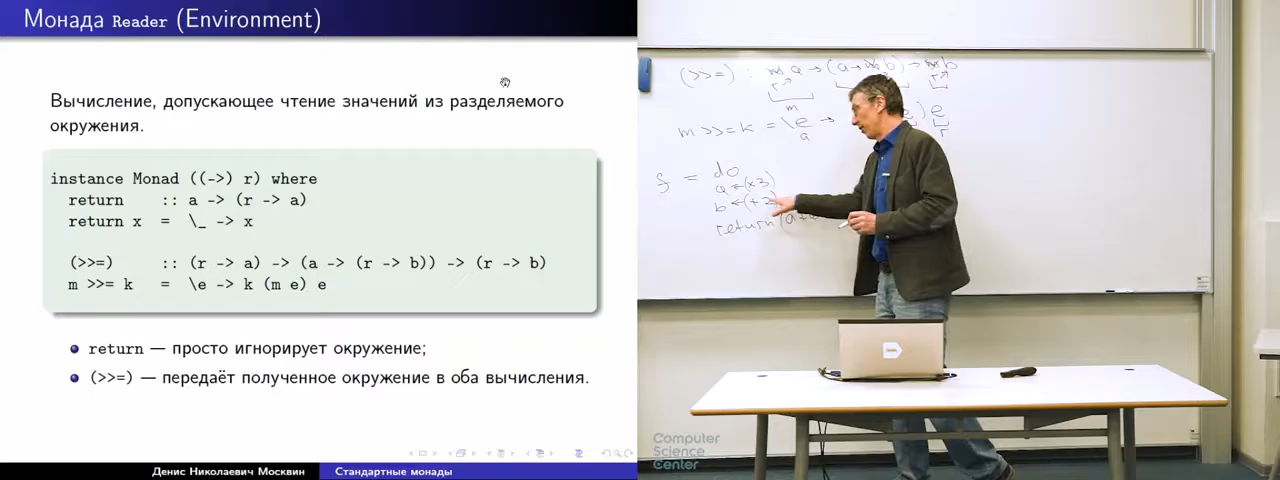 Монада Reader (Environment)
Вычисление, допускающее чтение значений из разделяемого
окружения.
instance Monad ((->) r) where
return :: a -> (r -> a)
return x = \_ -> x
(>>=) :: (r -> a) -> (a -> (r -> b)) -> (r -> b)
m >>= k = \e -> k (m e) e
return — просто игнорирует окружение;
(>>=) — передаёт полученное окружение в оба вычисления.
Денис Николаевич Москвин
Стандартные монады
(>>=) :
m
m >>= k = \e →
e) e
a
r
= do
a ← (×3)
b ← (+2
return (a+
Computer
Science
Center